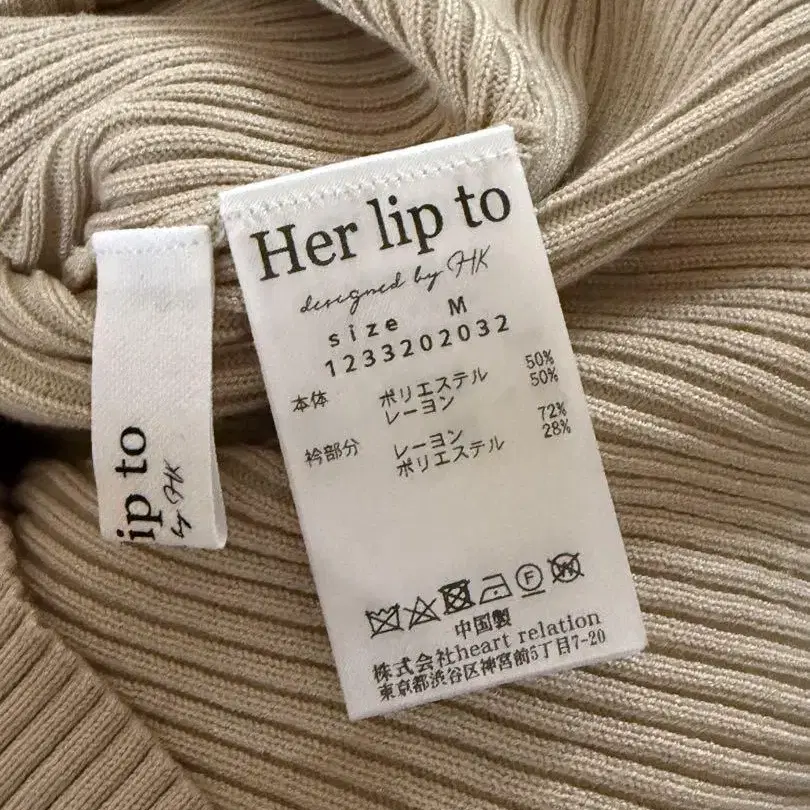 Her lip to
designed by HK
size M
1233202032
本体 ポリエステル 50%
レーヨン 50%
衿部分 レーヨン 72%
ポリエステル 28%
F
W
中国製
株式会社heart relation
東京都渋谷区神宮前5丁目7-20
lip to
by HK